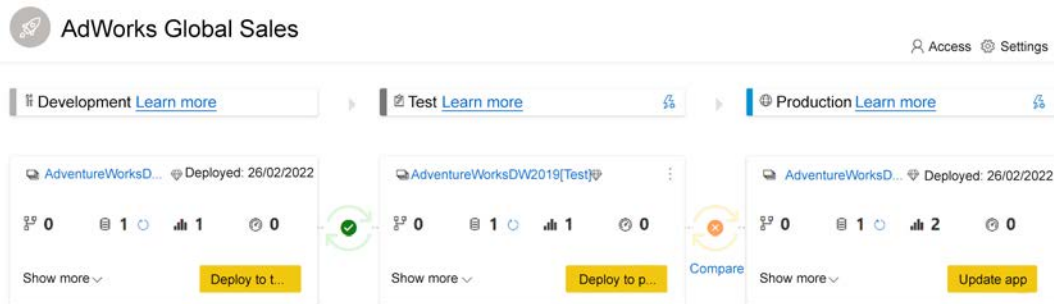 AdWorks Global Sales
Access Settings
Development Learn more
Test Learn more
Production Learn more
AdventureWorksD... Deployed: 26/02/2022
0 1 1 0
Show more Deploy to t...
AdventureWorksDW2019[Test]
0 1 1 0
Show more Deploy to p...
Compare
AdventureWorksD... Deployed: 26/02/2022
0 1 2 0
Show more Update app